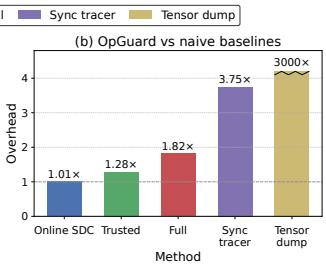 l Sync tracer Tensor dump
(b) OpGuard vs naive baselines
3000×
4
3.75×
3
Overhead
2
1.82×
1.28×
1.01×
1
0
Online SDC Trusted Full Sync tracer Tensor dump
Method